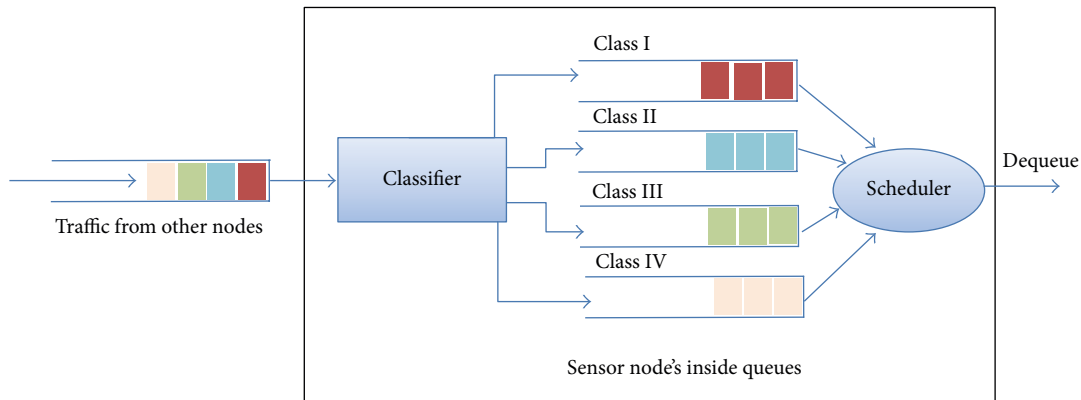 Class I
Class II
Classifier
Class III
Class IV
Scheduler
Dequeue
Traffic from other nodes
Sensor node's inside queues